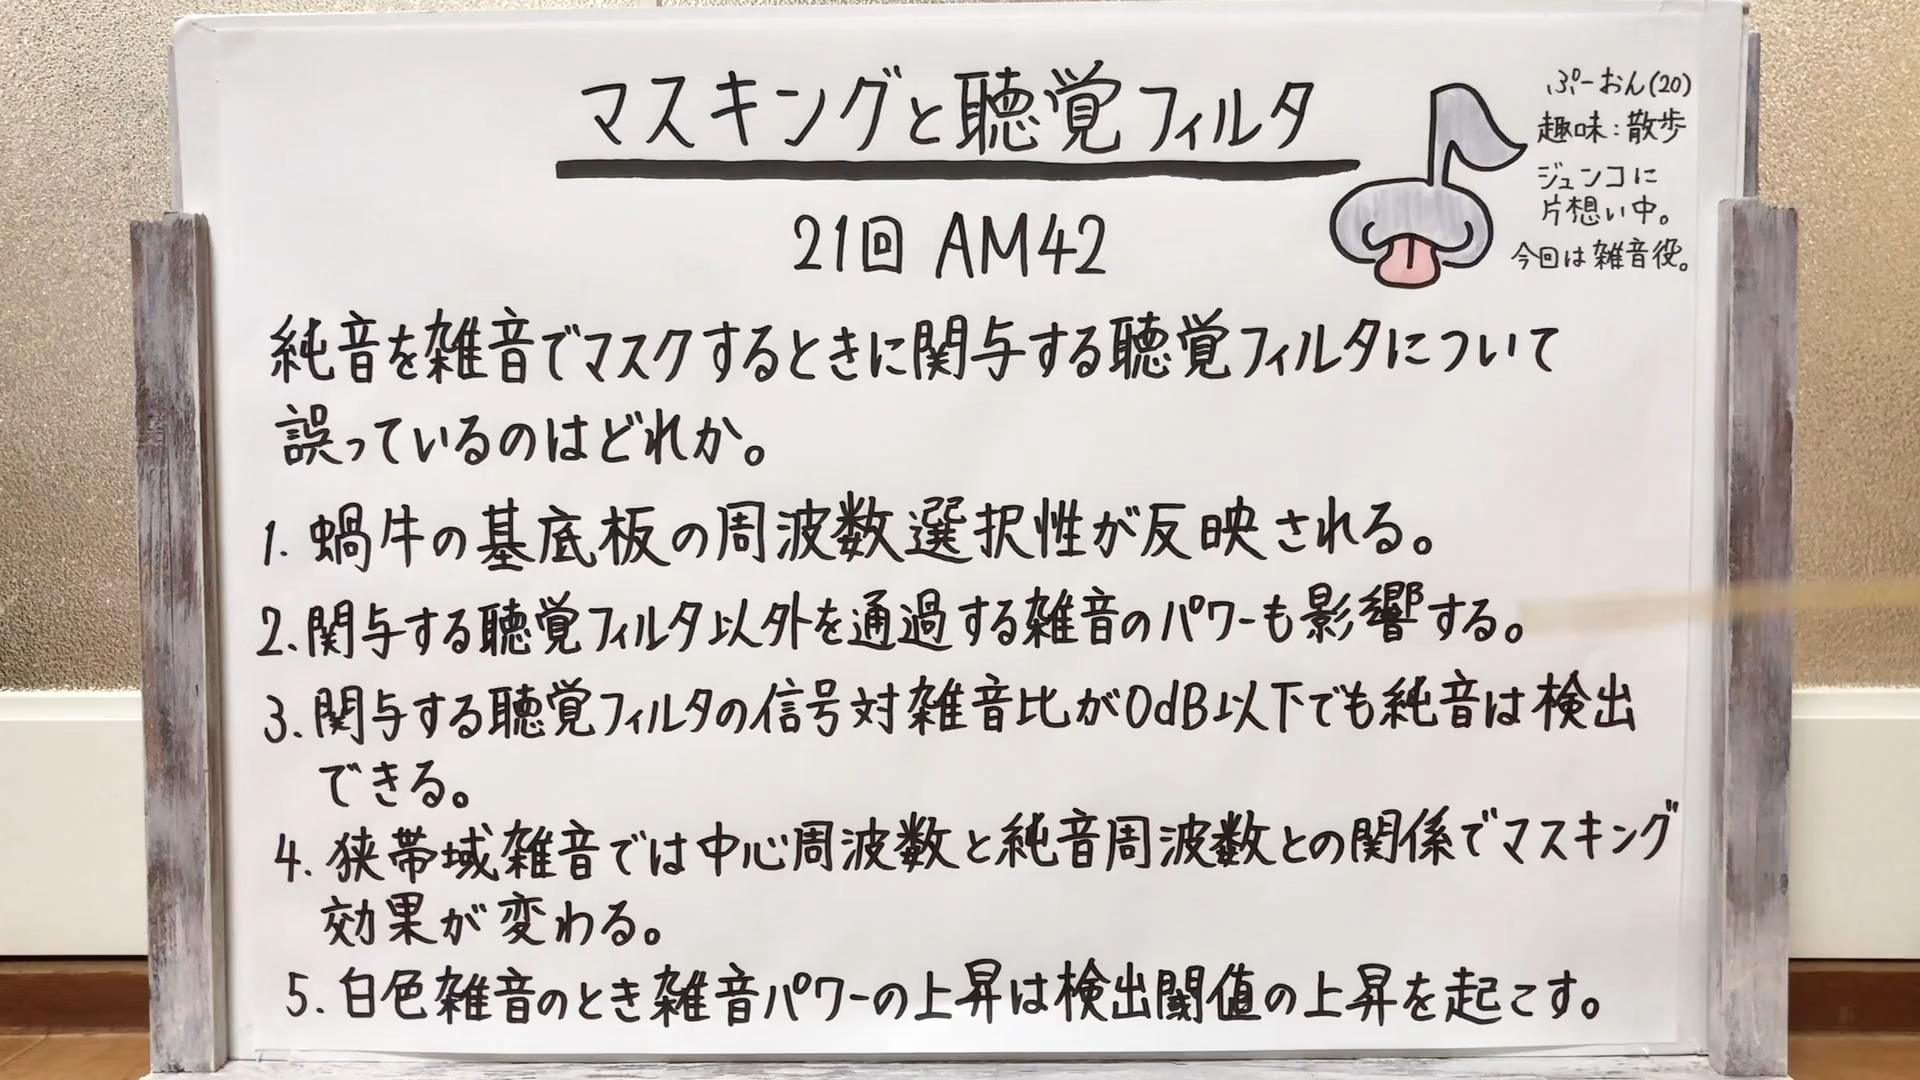 マスキングと聴覚フィルタ
ぷーおん(20)
趣味:散歩
ジュンコに
片想い中。
今回は雑音役。
21回 AM42
純音を雑音でマスクするときに関与する聴覚フィルタについて
誤っているのはどれか。
1. 蝸牛の基底板の周波数選択性が反映される。
2. 関与する聴覚フィルタ以外を通過する雑音のパワーも影響する。
3. 関与する聴覚フィルタの信号対雑音比が0dB以下でも純音は検出
できる。
4. 狭帯域雑音では中心周波数と純音周波数との関係でマスキング
効果が変わる。
5. 白色雑音のとき雑音パワーの上昇は検出閾値の上昇を起こす。